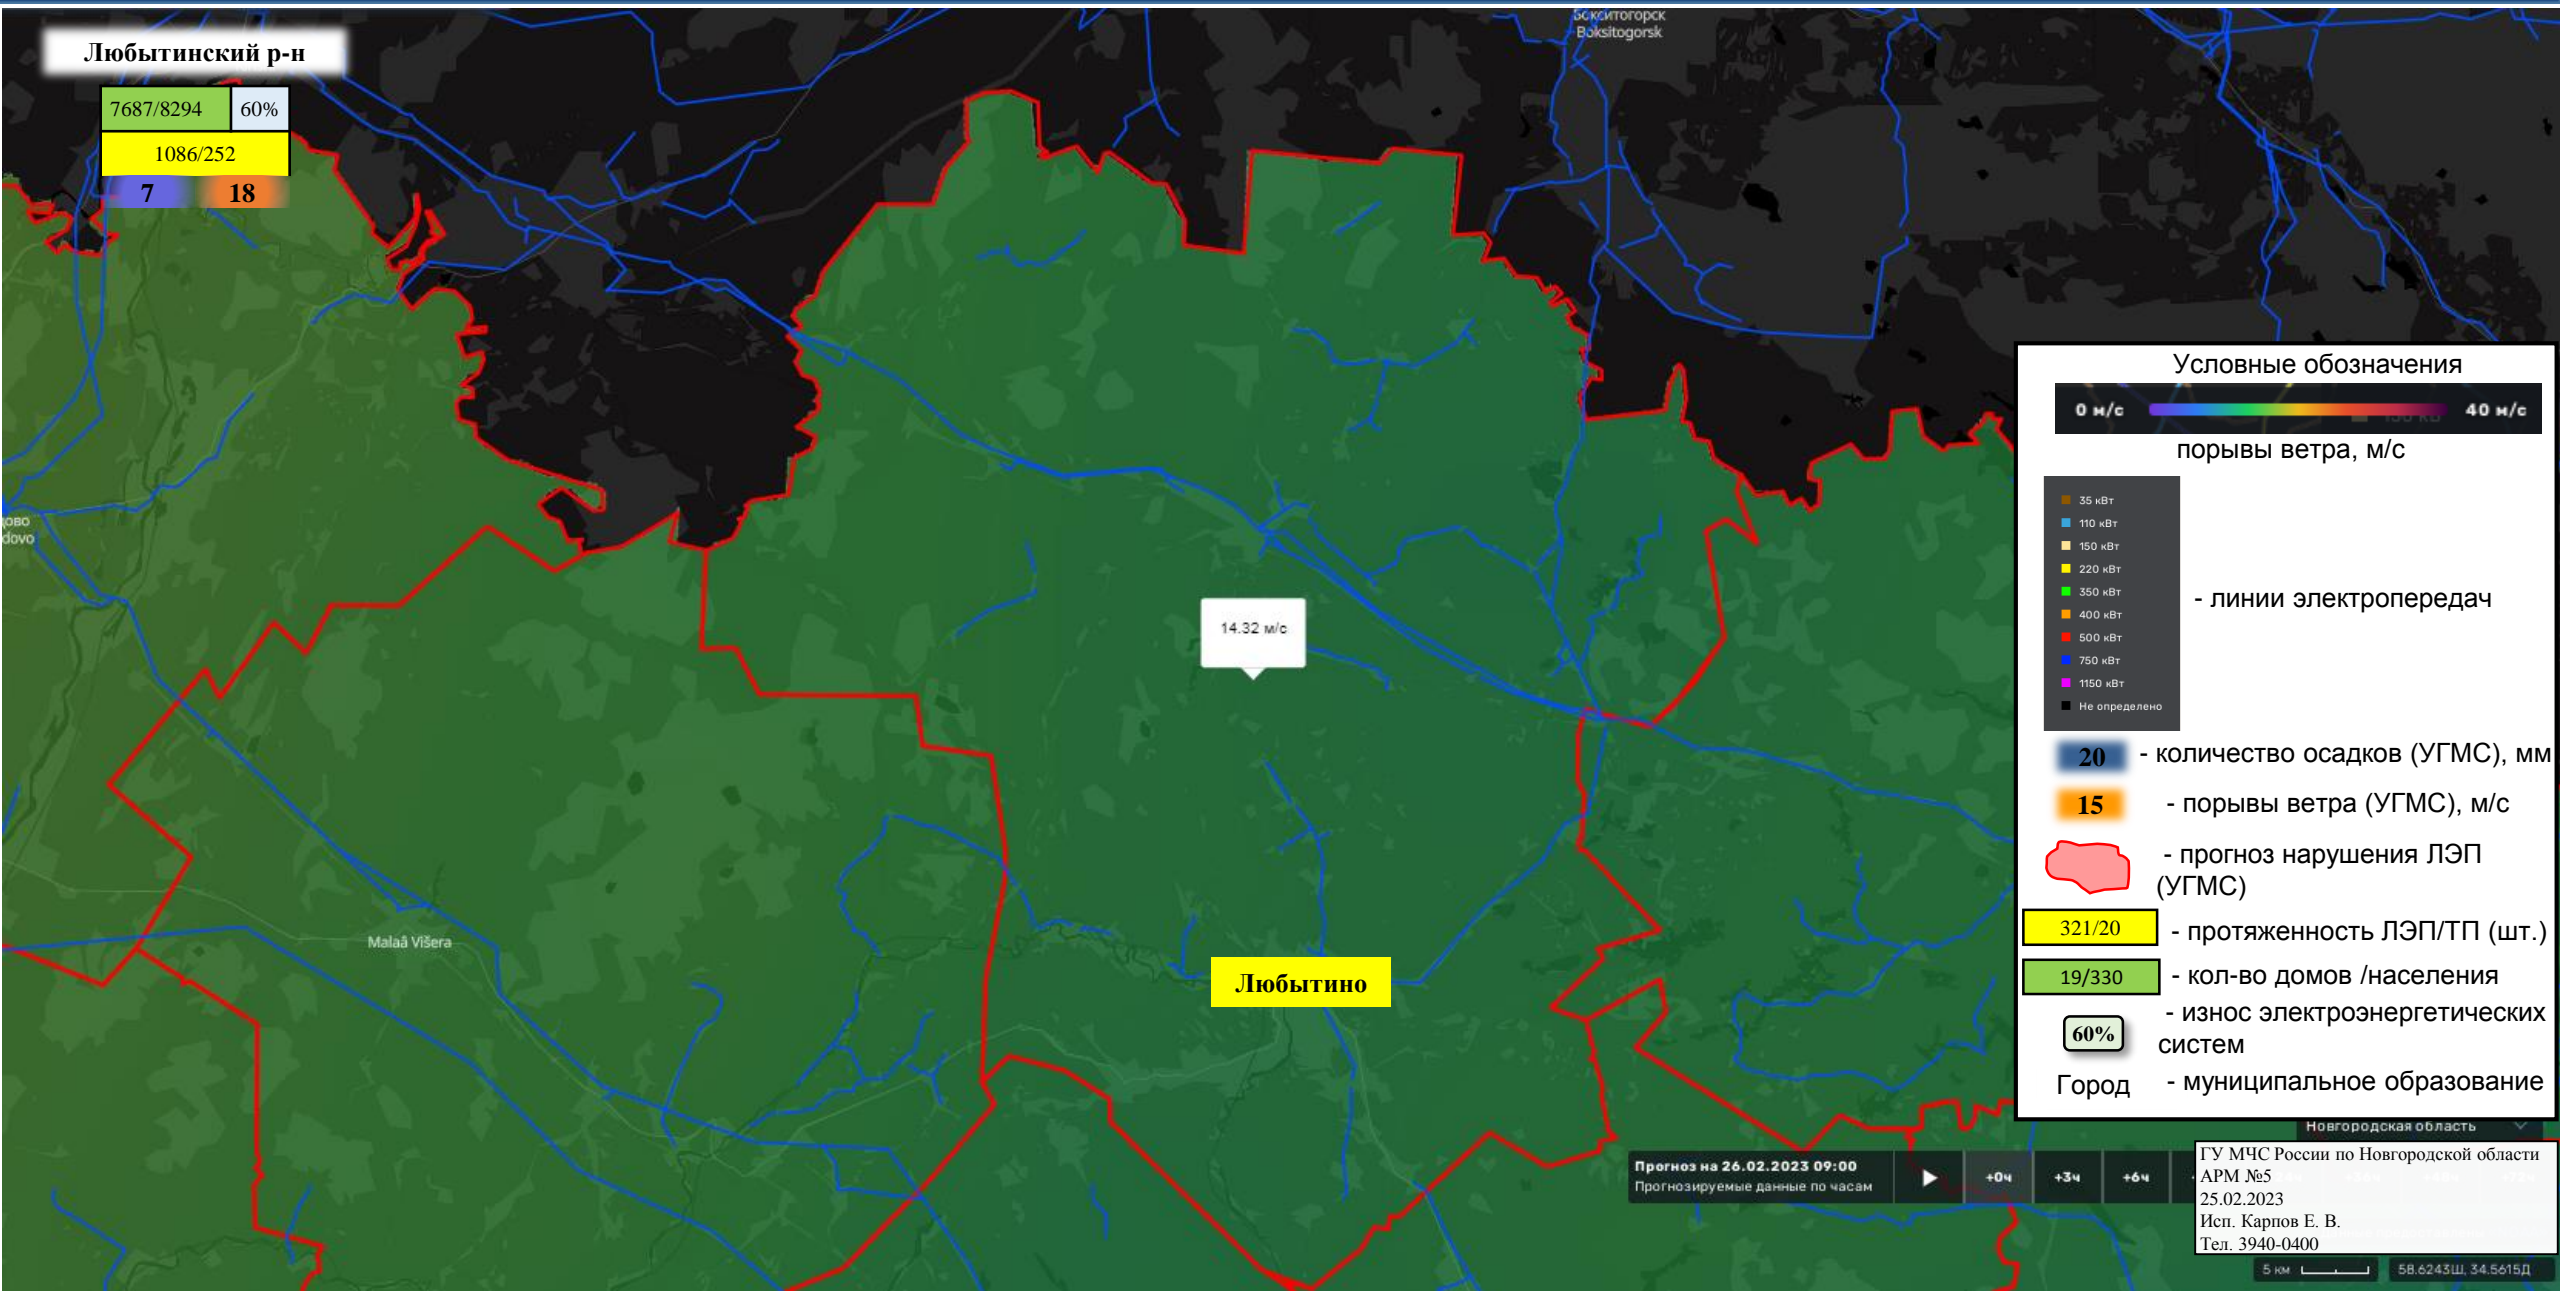 Бокситогорск
Boksitogorsk
Любытинский р-н
7687/8294 60%
1086/252
7 18
Условные обозначения
0 м/с 40 м/с
порывы ветра, м/с
35 кВт
110 кВт
150 кВт
220 кВт
350 кВт
400 кВт
500 кВт
750 кВт
1150 кВт
Не определено
- линии электропередач
20 - количество осадков (УГМС), мм
15 - порывы ветра (УГМС), м/с
- прогноз нарушения ЛЭП
(УГМС)
321/20 - протяженность ЛЭП/ТП (шт.)
19/330 - кол-во домов /населения
- износ электроэнергетических
60%
систем
Город - муниципальное образование
дово
dovo
14.32 м/с
Malaâ Višera
Любытино
Новгородская область
Прогноз на 26.02.2023 09:00
Прогнозируемые данные по часам
+0ч +3ч +6ч
ГУ МЧС России по Новгородской области
АРМ №5
25.02.2023
Исп. Карпов Е. В.
Тел. 3940-0400
5 км
58.6243Ш, 34.5615Д